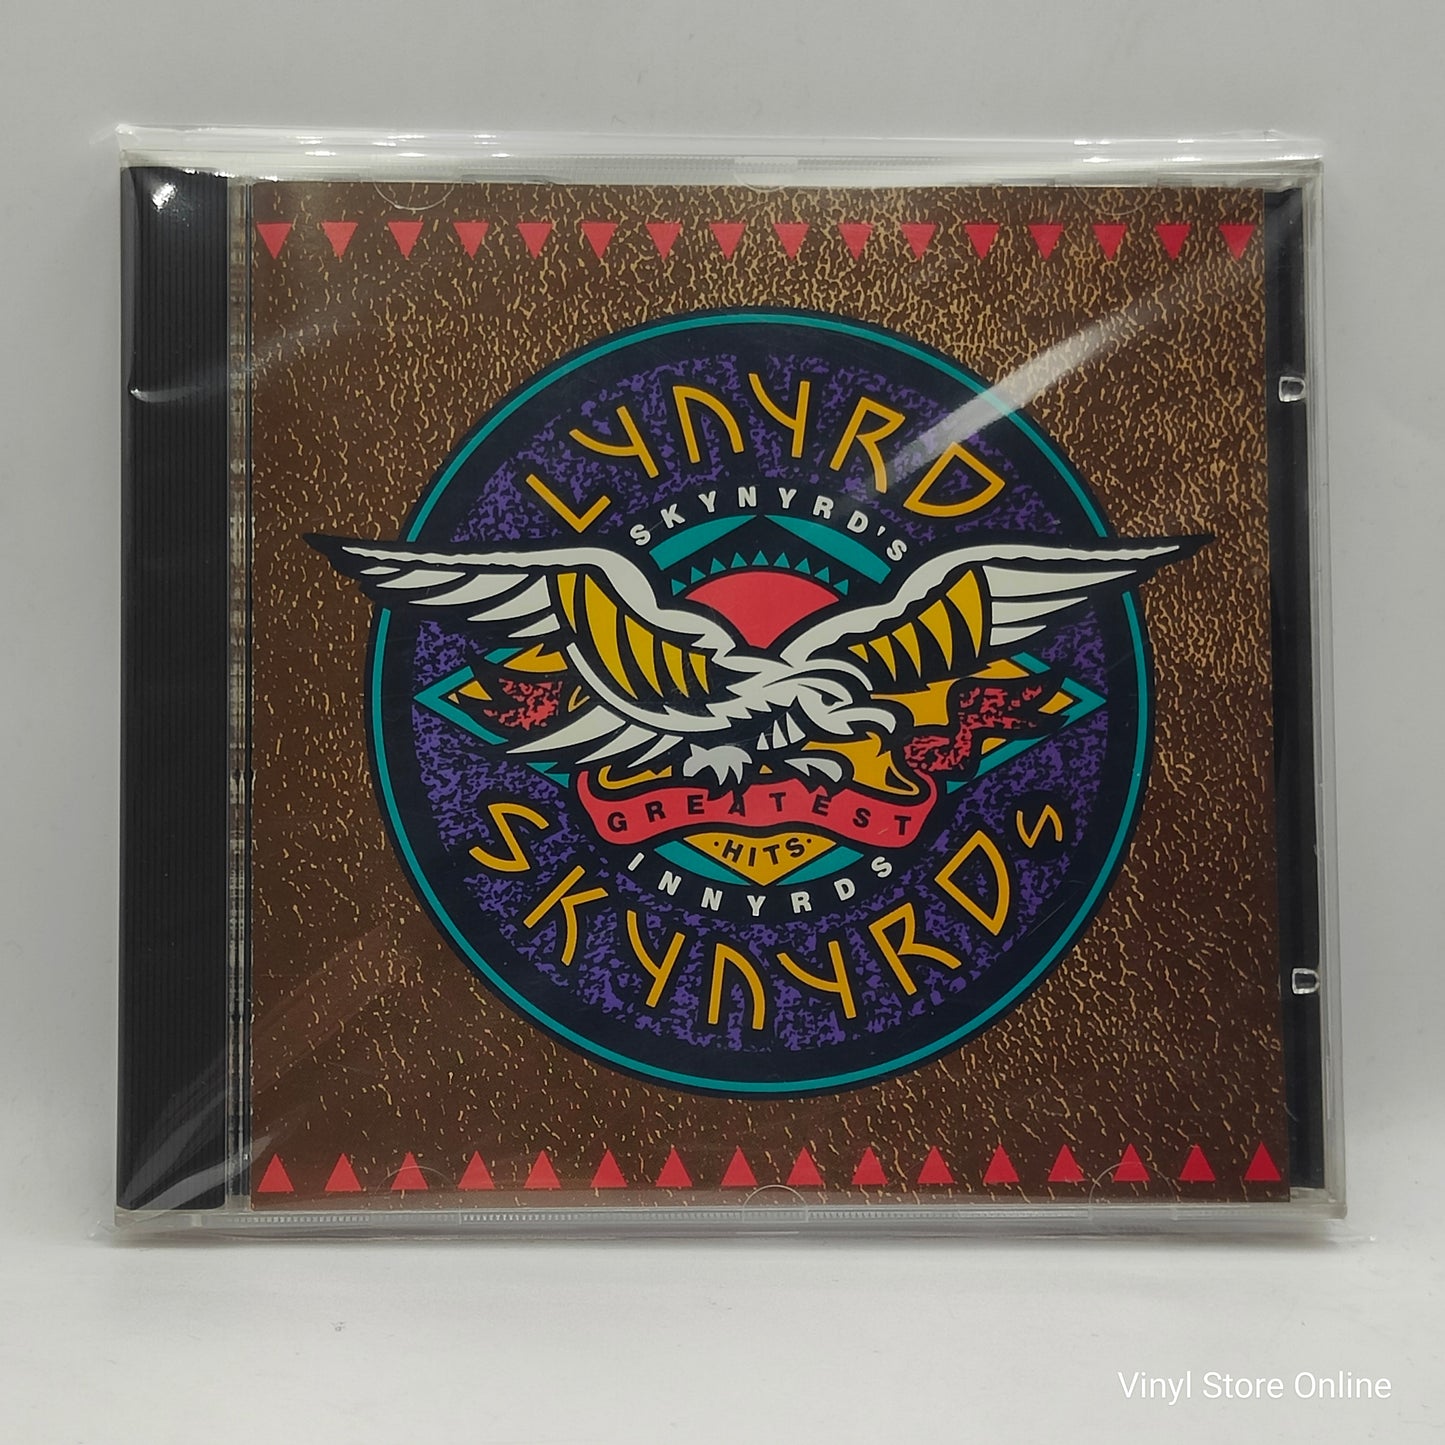 LYNYRD
SKYNYRD'S
GREATEST
·HITS·
INNYRDS
SKYNYRDs
Vinyl Store Online